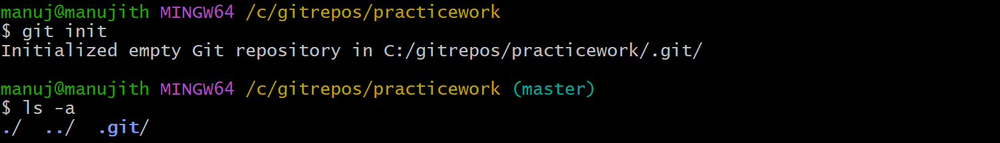 manuj@manujith MINGW64 /c/gitrepos/practicework
$ git init
Initialized empty Git repository in C:/gitrepos/practicework/.git/
manuj@manujith MINGW64 /c/gitrepos/practicework (master)
$ ls -a
./  ../  .git/